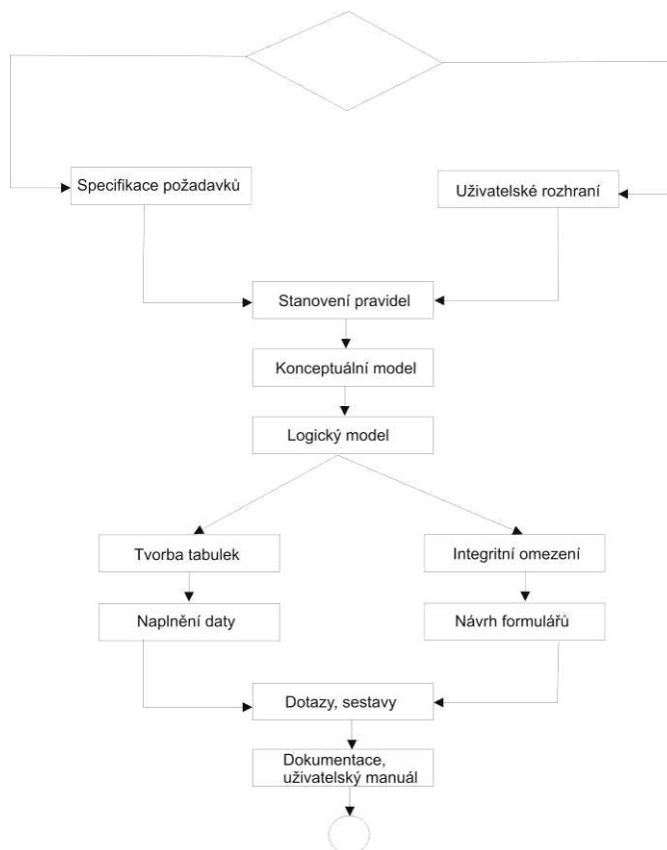 Specifikace požadavků
Uživatelské rozhraní
Stanovení pravidel
Konceptuální model
Logický model
Tvorba tabulek
Integritní omezení
Naplnění daty
Návrh formulářů
Dotazy, sestavy
Dokumentace,
uživatelský manuál